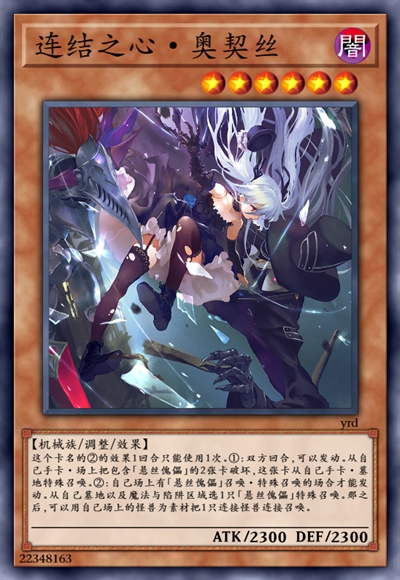 连结之心·奥契丝
闇
yrd
【机械族/调整/效果】
这个卡名的②的效果1回合只能使用1次。①：双方回合，可以发动。从自
己手卡·场上把包含「悬丝傀儡」的2张卡破坏，这张卡从自己手卡·墓
地特殊召唤。②：自己场上有「悬丝傀儡」召唤·特殊召唤的场合才能发
动。从自己墓地以及魔法与陷阱区域选1只「悬丝傀儡」特殊召唤。那之
后，可以用自己场上的怪兽为素材把1只连接怪兽连接召唤。
ATK/2300 DEF/2300
22348163